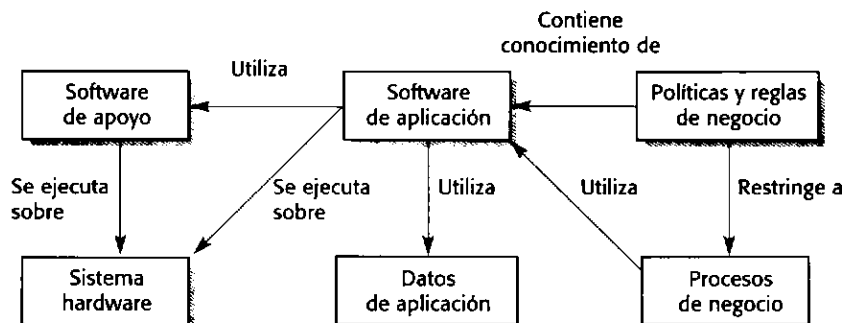 Contiene
conocimiento de
Utiliza
Software
de apoyo
Software
de aplicación
Políticas y reglas
de negocio
Se ejecuta
sobre
Se ejecuta
sobre
Utiliza
Utiliza
Restringe a
Sistema
hardware
Datos
de aplicación
Procesos
de negocio